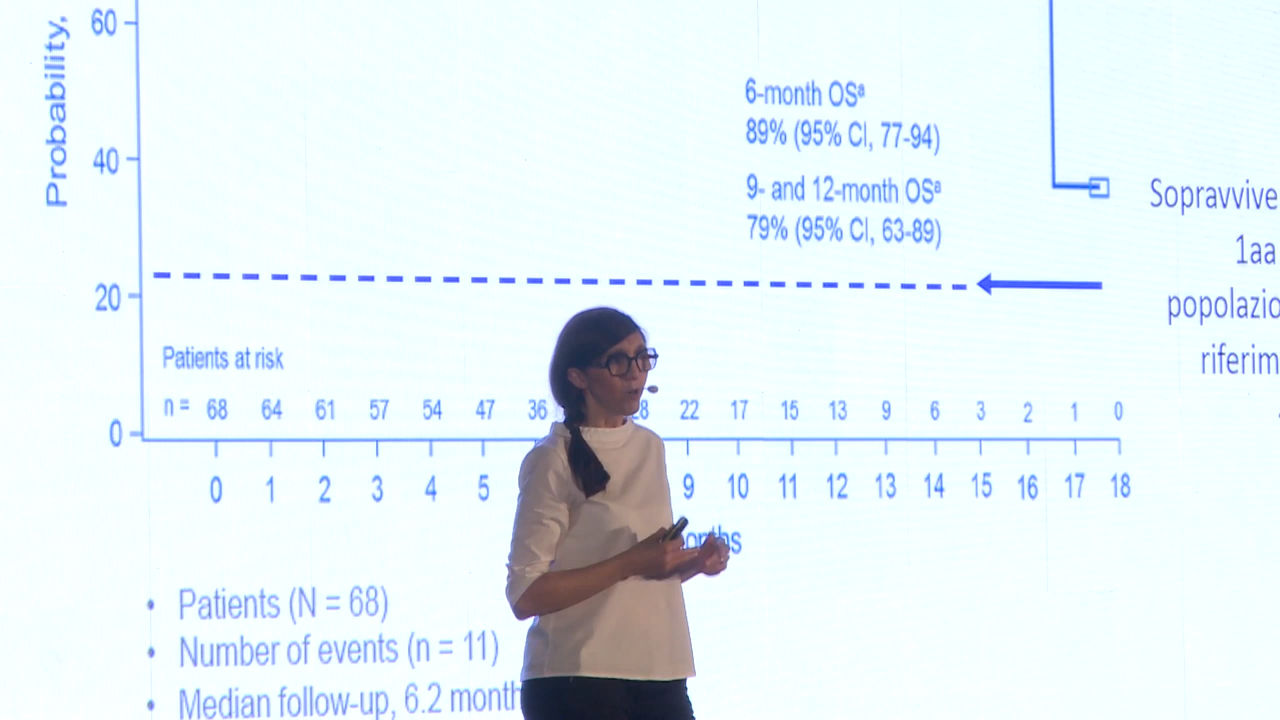 Probability,
60
40
20
0
6-month OSª
89% (95% CI, 77-94)
9- and 12-month OSª
79% (95% CI, 63-89)
Sopravvive
1aa
popolazio
riferim
Patients at risk
n = 68 64 61 57 54 47 36 28 22 17 15 13 9 6 3 2 1 0
0 1 2 3 4 5 9 10 11 12 13 14 15 16 17 18
onths
• Patients (N = 68)
• Number of events (n = 11)
• Median follow-up, 6.2 month